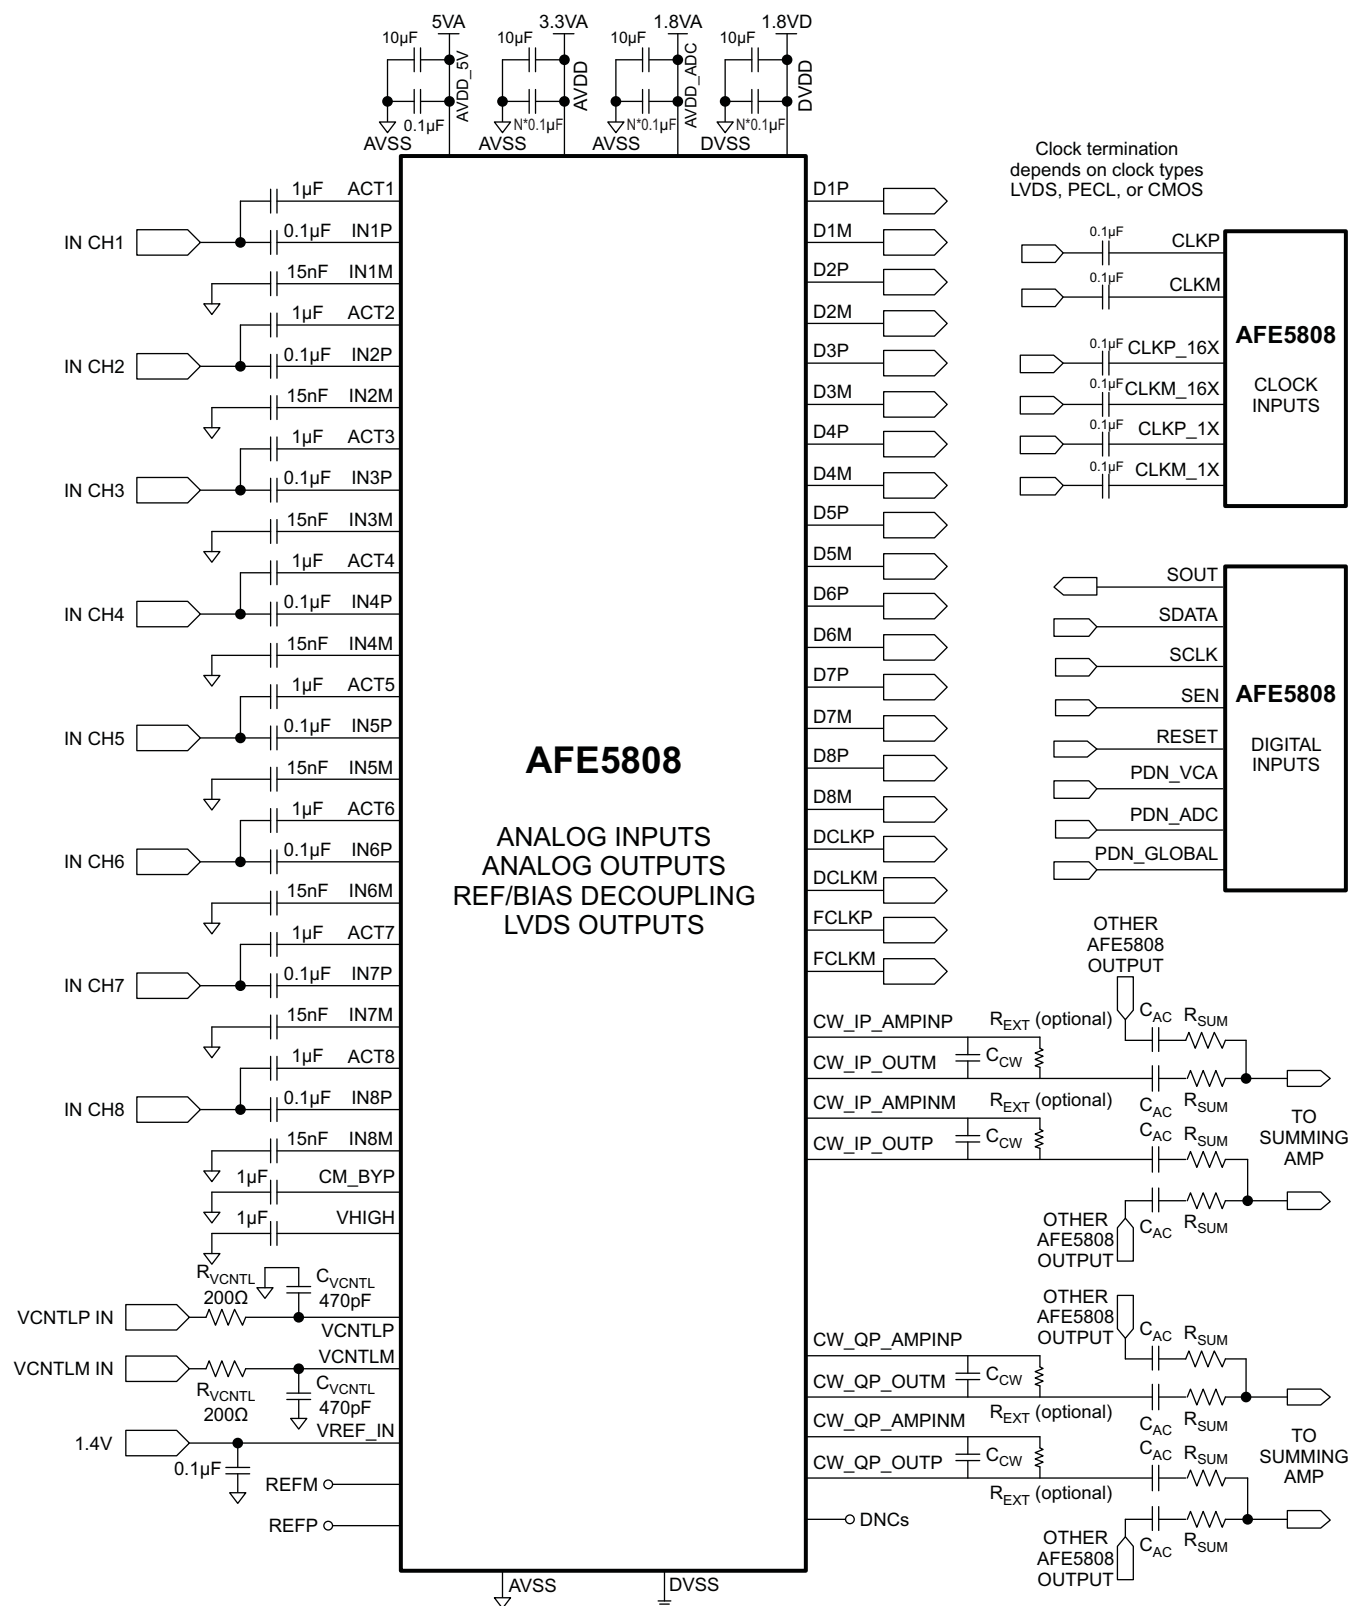 5VA
3.3VA
1.8VA
1.8VD
10µF
10µF
10µF
10µF
AVDD_5V
AVDD
AVDD_ADC
DVDD
0.1µF
N*0.1µF
N*0.1µF
N*0.1µF
AVSS
AVSS
AVSS
DVSS
IN CH1
1µF ACT1
0.1µF IN1P
15nF IN1M
IN CH2
1µF ACT2
0.1µF IN2P
15nF IN2M
IN CH3
1µF ACT3
0.1µF IN3P
15nF IN3M
IN CH4
1µF ACT4
0.1µF IN4P
15nF IN4M
IN CH5
1µF ACT5
0.1µF IN5P
15nF IN5M
IN CH6
1µF ACT6
0.1µF IN6P
15nF IN6M
IN CH7
1µF ACT7
0.1µF IN7P
15nF IN7M
IN CH8
1µF ACT8
0.1µF IN8P
15nF IN8M
1µF CM_BYP
1µF VHIGH
RVCNTL
200Ω
CVCNTL
470pF
VCNTLP IN
VCNTLP
VCNTLM IN
VCNTLM
RVCNTL
200Ω
CVCNTL
470pF
1.4V
VREF_IN
0.1µF
REFM
REFP
AFE5808
ANALOG INPUTS
ANALOG OUTPUTS
REF/BIAS DECOUPLING
LVDS OUTPUTS
AVSS
DVSS
D1P
D1M
D2P
D2M
D3P
D3M
D4P
D4M
D5P
D5M
D6P
D6M
D7P
D7M
D8P
D8M
DCLKP
DCLKM
FCLKP
FCLKM
CW_IP_AMPINP
REXT (optional)
CW_IP_OUTM
CCW
CW_IP_AMPINM
REXT (optional)
CW_IP_OUTP
CCW
OTHER
AFE5808
OUTPUT
CAC
RSUM
CAC
RSUM
CAC
RSUM
CAC
RSUM
TO
SUMMING
AMP
OTHER
AFE5808
OUTPUT
CW_QP_AMPINP
CW_QP_OUTM
CCW
REXT (optional)
CW_QP_AMPINM
CW_QP_OUTP
CCW
REXT (optional)
OTHER
AFE5808
OUTPUT
CAC
RSUM
CAC
RSUM
CAC
RSUM
CAC
RSUM
TO
SUMMING
AMP
OTHER
AFE5808
OUTPUT
DNCs
Clock termination
depends on clock types
LVDS, PECL, or CMOS
0.1µF CLKP
0.1µF CLKM
0.1µF CLKP_16X
0.1µF CLKM_16X
0.1µF CLKP_1X
0.1µF CLKM_1X
AFE5808
CLOCK
INPUTS
SOUT
SDATA
SCLK
SEN
RESET
PDN_VCA
PDN_ADC
PDN_GLOBAL
AFE5808
DIGITAL
INPUTS